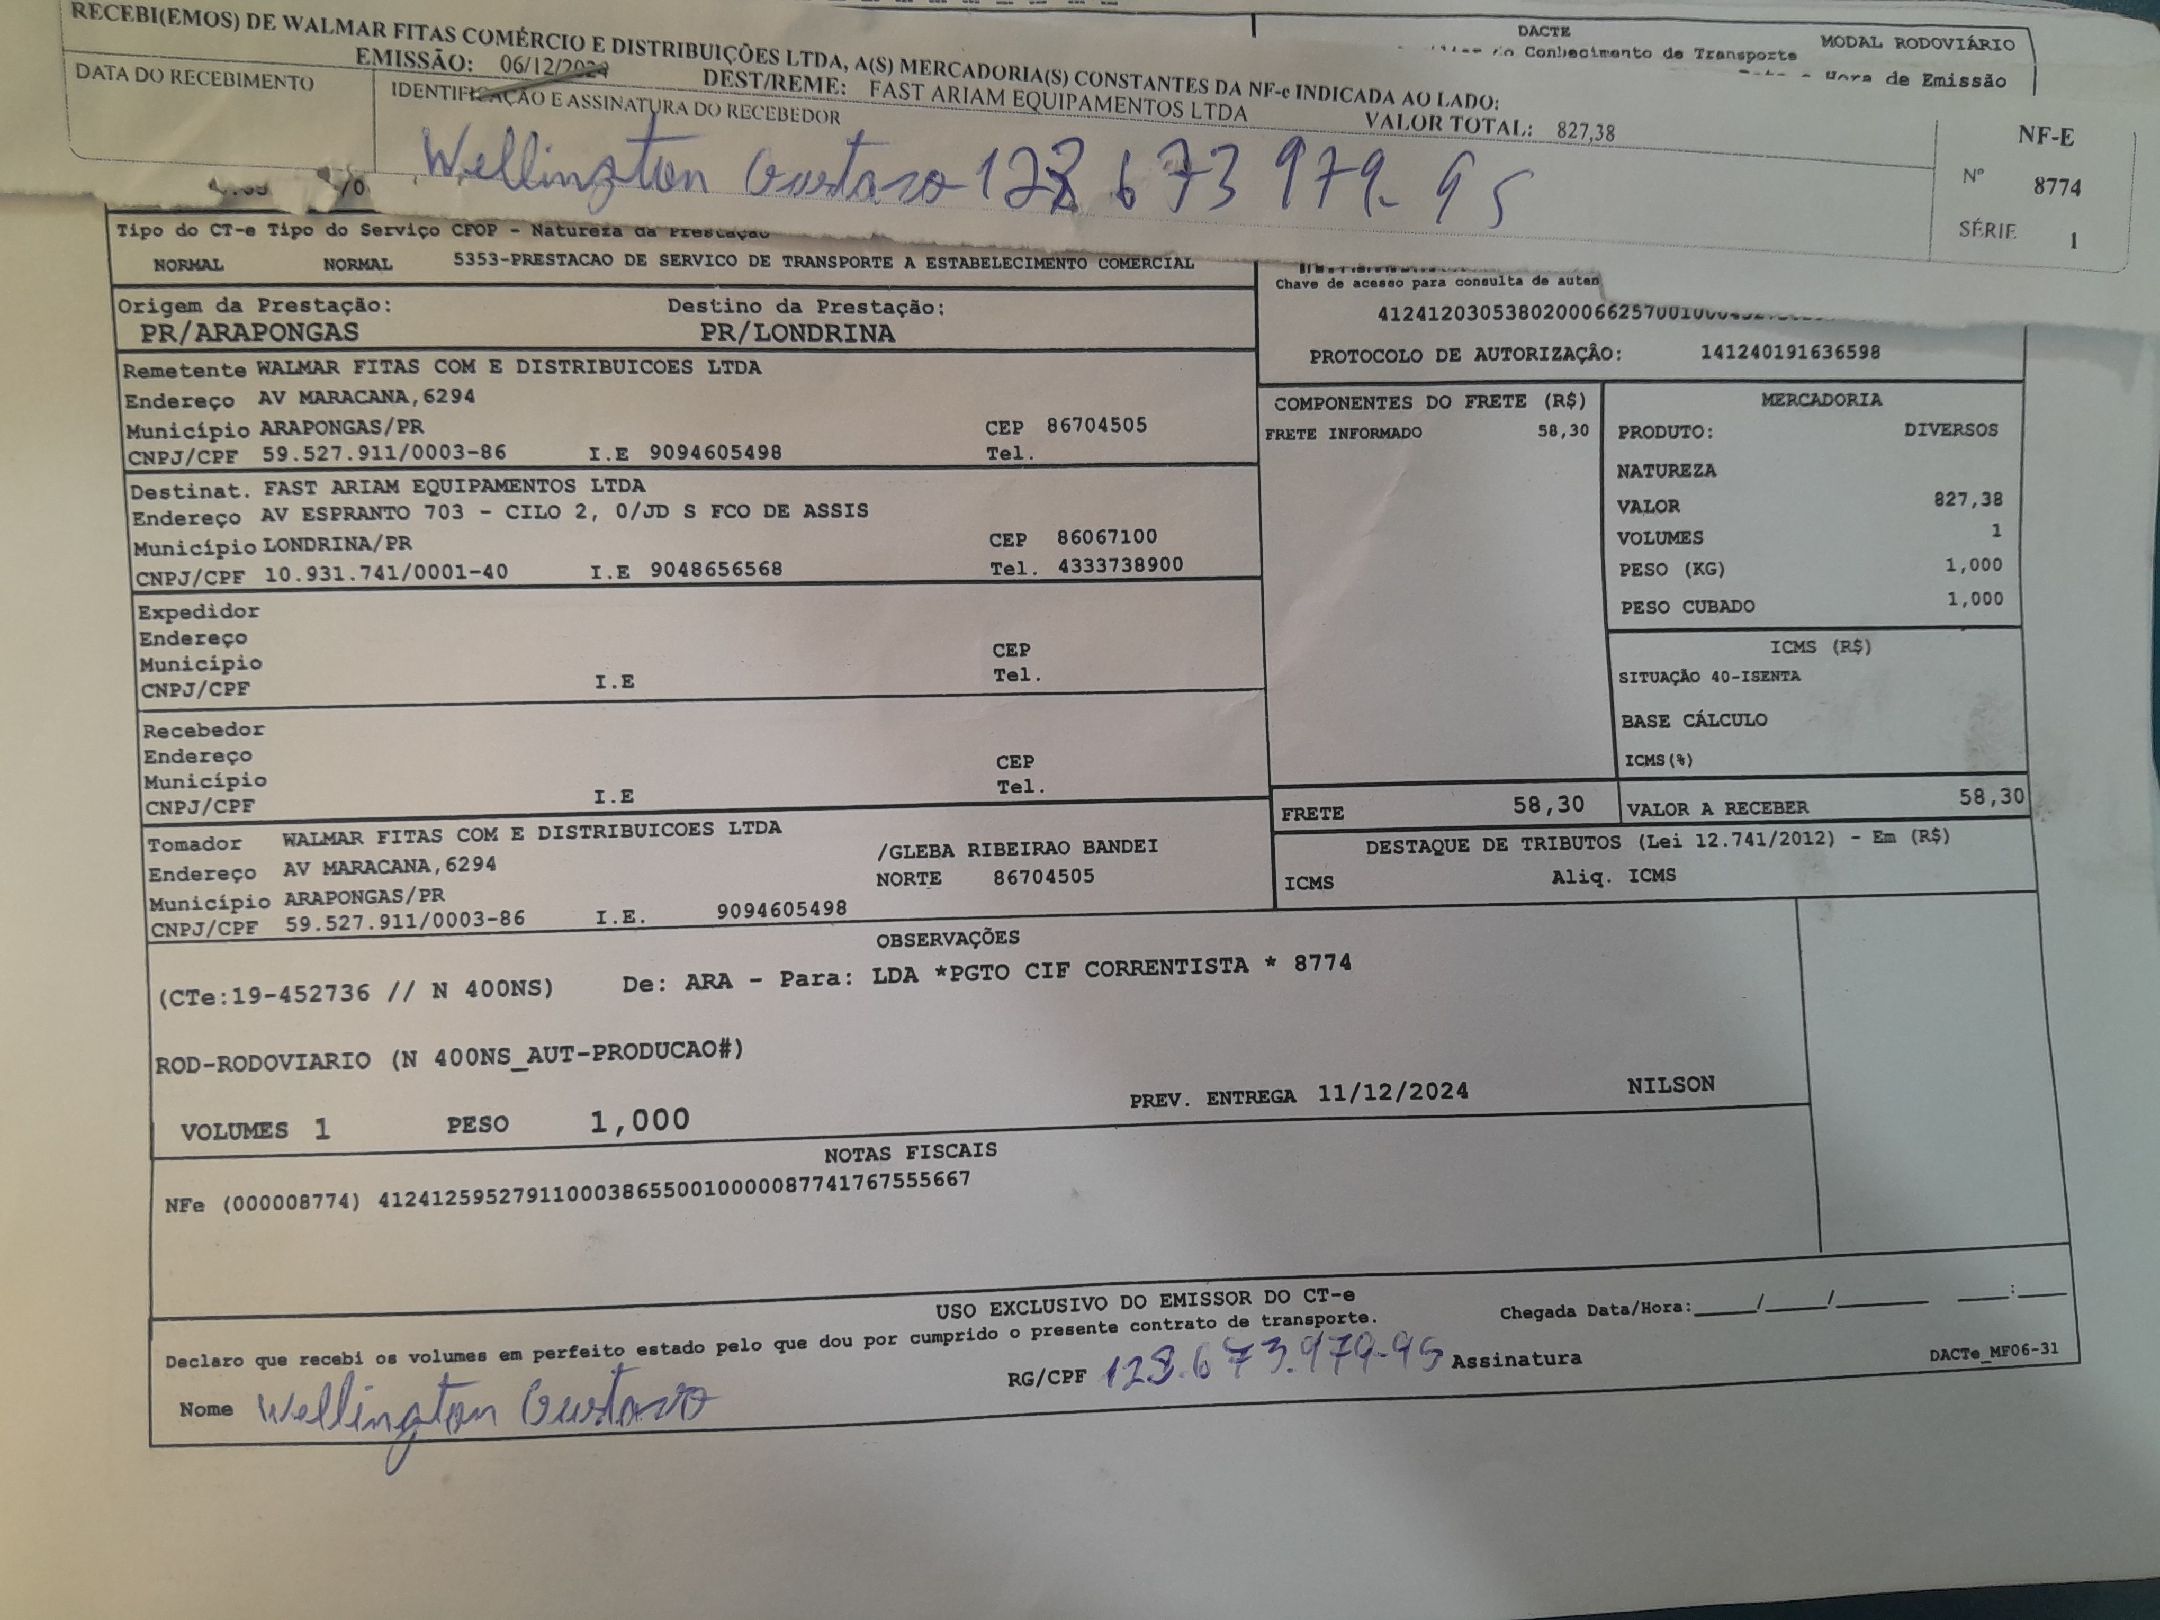 RECEBI(EMOS) DE WALMAR FITAS COMÉRCIO E DISTRIBUIÇÕES LTDA, A(S) MERCADORIA(S) CONSTANTES DA NF-e INDICADA AO LADO:
EMISSÃO: 06/12/2024 DEST/REME: FAST ARIAM EQUIPAMENTOS LTDA VALOR TOTAL: 827,38
DATA DO RECEBIMENTO IDENTIFICAÇÃO E ASSINATURA DO RECEBEDOR
Wellington Gustavo 128 673 979-95
NF-E
Nº 8774
SÉRIE 1
DACTE MODAL RODOVIÁRIO
Conhecimento de Transporte
Hora de Emissão
Tipo do CT-e Tipo do Serviço CFOP - Natureza da Prestação
NORMAL NORMAL 5353-PRESTACAO DE SERVICO DE TRANSPORTE A ESTABELECIMENTO COMERCIAL
Chave de acesso para consulta de auten
PROTOCOLO DE AUTORIZAÇÂO: 141240191636598
Origem da Prestação: Destino da Prestação:
PR/ARAPONGAS PR/LONDRINA
Remetente WALMAR FITAS COM E DISTRIBUICOES LTDA
Endereço AV MARACANA,6294
Município ARAPONGAS/PR CEP 86704505
CNPJ/CPF 59.527.911/0003-86 I.E 9094605498 Tel.
Destinat. FAST ARIAM EQUIPAMENTOS LTDA
Endereço AV ESPRANTO 703 - CILO 2, 0/JD S FCO DE ASSIS
Município LONDRINA/PR CEP 86067100
CNPJ/CPF 10.931.741/0001-40 I.E 9048656568 Tel. 4333738900
Expedidor
Endereço
Município CEP
CNPJ/CPF I.E Tel.
Recebedor
Endereço
Município CEP
CNPJ/CPF I.E Tel.
Tomador WALMAR FITAS COM E DISTRIBUICOES LTDA
Endereço AV MARACANA,6294 /GLEBA RIBEIRAO BANDEI
Município ARAPONGAS/PR NORTE 86704505
CNPJ/CPF 59.527.911/0003-86 I.E. 9094605498
COMPONENTES DO FRETE (R$)
FRETE INFORMADO 58,30
MERCADORIA
PRODUTO: DIVERSOS
NATUREZA
VALOR 827,38
VOLUMES 1
PESO (KG) 1,000
PESO CUBADO 1,000
ICMS (R$)
SITUAÇÃO 40-ISENTA
BASE CÁLCULO
ICMS(%)
FRETE 58,30 VALOR A RECEBER 58,30
DESTAQUE DE TRIBUTOS (Lei 12.741/2012) - Em (R$)
ICMS Aliq. ICMS
OBSERVAÇÕES
(CTe:19-452736 // N 400NS) De: ARA - Para: LDA *PGTO CIF CORRENTISTA * 8774
ROD-RODOVIARIO (N 400NS_AUT-PRODUCAO#)
VOLUMES 1 PESO 1,000 PREV. ENTREGA 11/12/2024 NILSON
NOTAS FISCAIS
NFe (000008774) 41241259527911000386550010000087741767555667
USO EXCLUSIVO DO EMISSOR DO CT-e
Declaro que recebi os volumes em perfeito estado pelo que dou por cumprido o presente contrato de transporte. Chegada Data/Hora:____/____/______ ___:___
Nome Wellington Gustavo RG/CPF 128.673.979-95 Assinatura DACTe_MF06-31